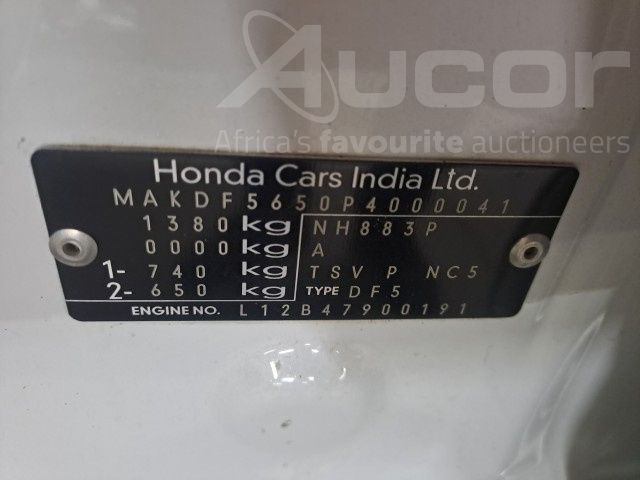 Aucor
Africa's favourite auctioneers
Honda Cars India Ltd.
MAKDF5650P4000041
1380 kg NH883P
0000 kg A
1- 740 kg TSV P NC5
2- 650 kg TYPE DF5
ENGINE NO. L12B47900191